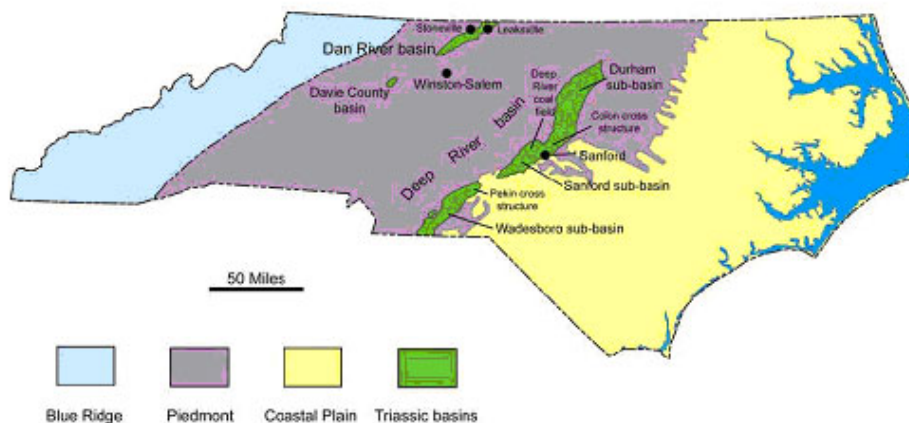 Stoneville
Leaksville
Dan River basin
Winston-Salem
Davie County
basin
Deep
River
coal
field
Durham
sub-basin
Colon cross
structure
Deep River basin
Sanford
Sanford sub-basin
Pekin cross
structure
Wadesboro sub-basin
50 Miles
Blue Ridge
Piedmont
Coastal Plain
Triassic basins